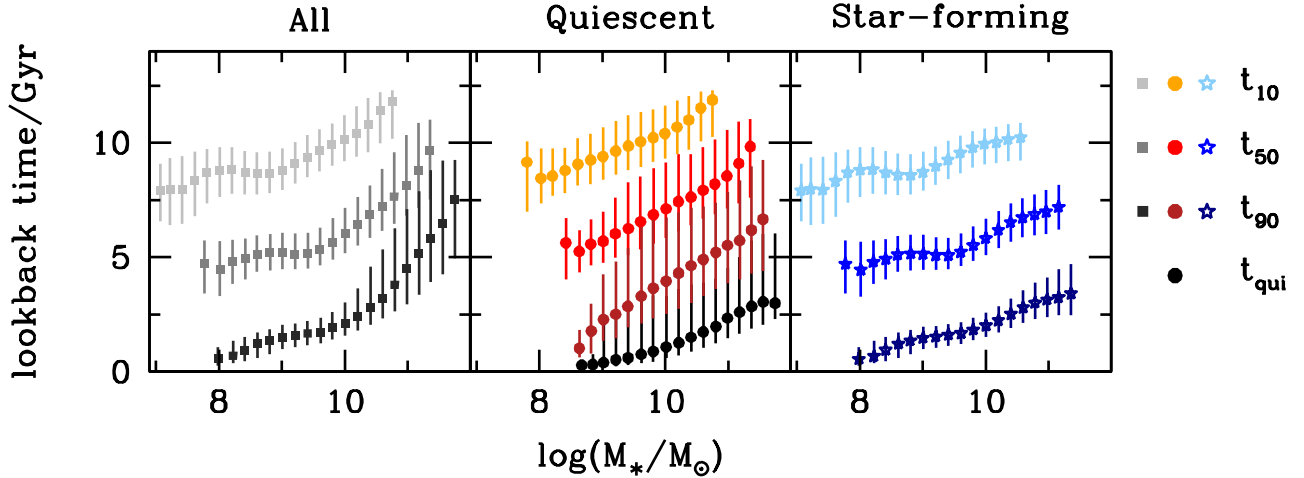 All Quiescent Star-forming
lookback time/Gyr
10
5
0
8 10 8 10 8 10
log(M*/M⊙)
t10
t50
t90
tqui